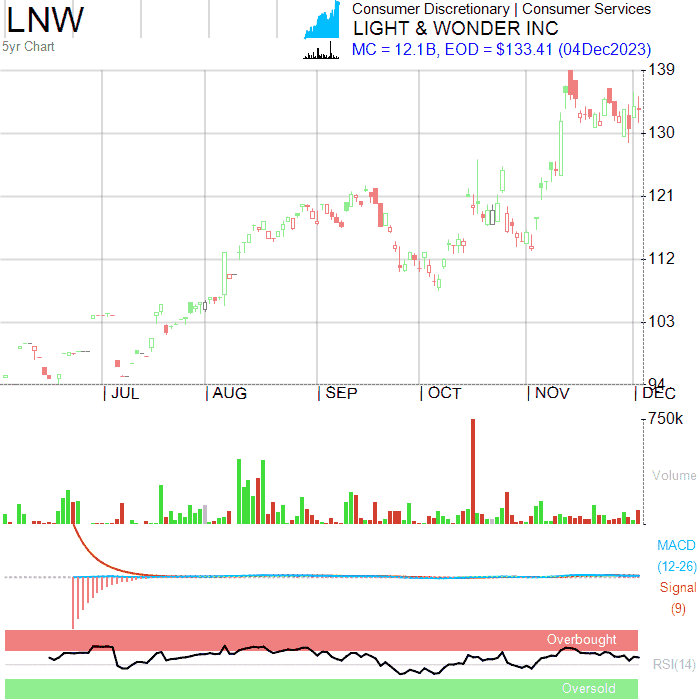 LNW
5yr Chart
Consumer Discretionary | Consumer Services
LIGHT & WONDER INC
MC = 12.1B, EOD = $133.41 (04Dec2023)
139
130
121
112
103
94
JUL AUG SEP OCT NOV DEC
750k
Volume
MACD
(12-26)
Signal
(9)
Overbought
RSI(14)
Oversold